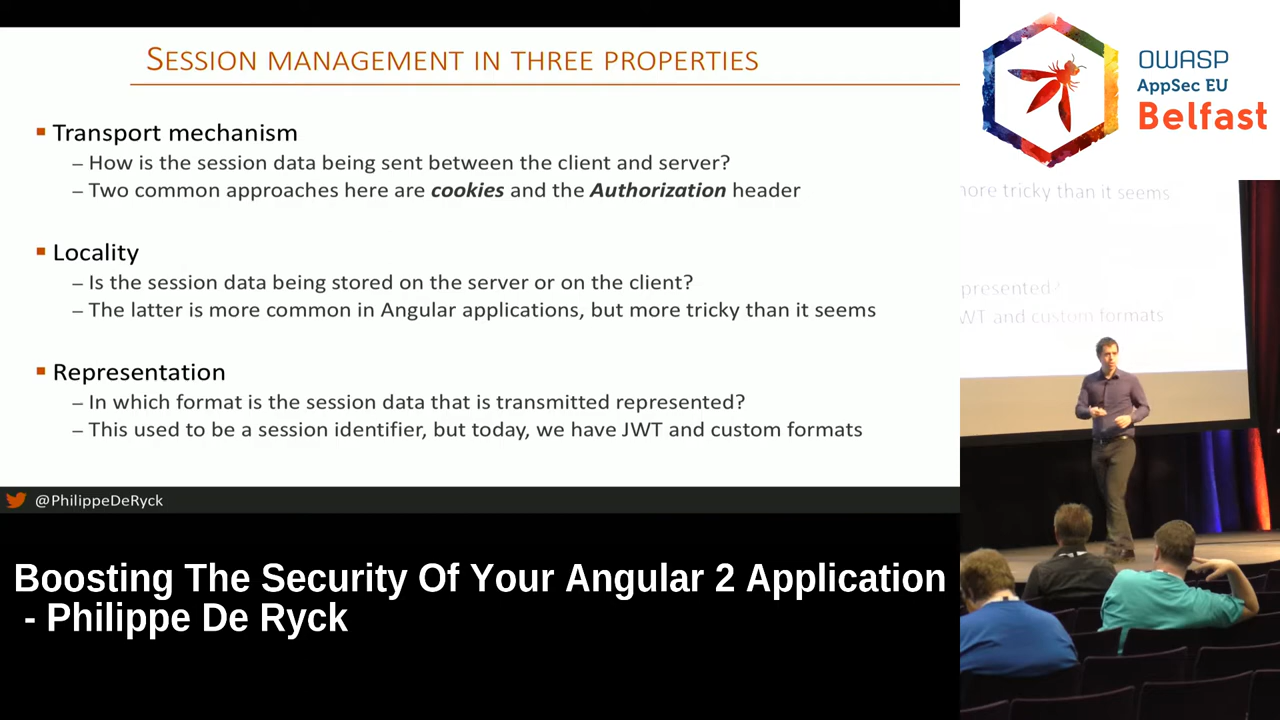 SESSION MANAGEMENT IN THREE PROPERTIES
▪ Transport mechanism
– How is the session data being sent between the client and server?
– Two common approaches here are cookies and the Authorization header
▪ Locality
– Is the session data being stored on the server or on the client?
– The latter is more common in Angular applications, but more tricky than it seems
▪ Representation
– In which format is the session data that is transmitted represented?
– This used to be a session identifier, but today, we have JWT and custom formats
@PhilippeDeRyck
OWASP
AppSec EU
Belfast
more tricky than it seems
presented?
WT and custom formats
Boosting The Security Of Your Angular 2 Application
- Philippe De Ryck